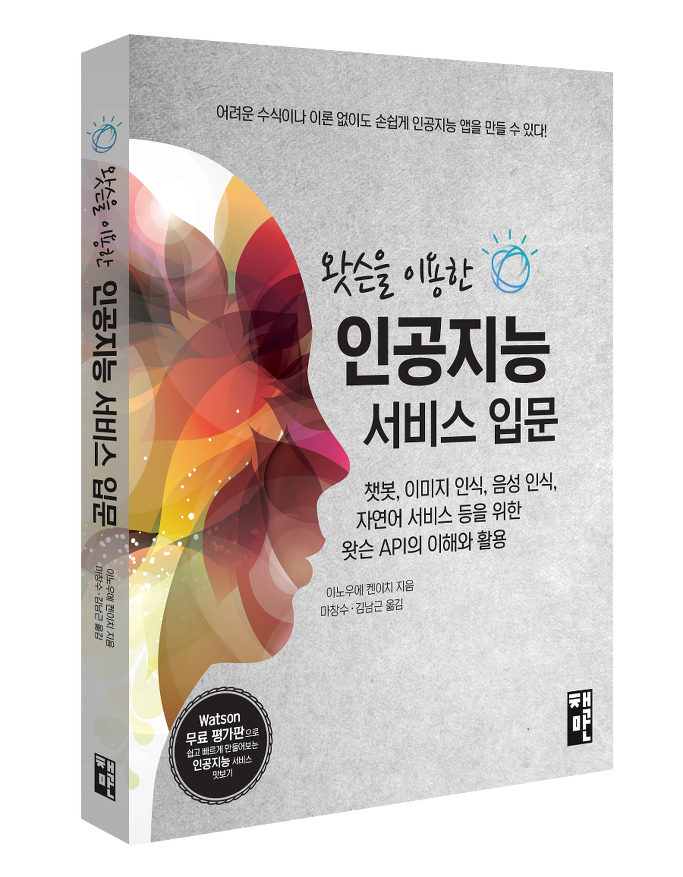 어려운 수식이나 이론 없이도 손쉽게 인공지능 앱을 만들 수 있다!
왓슨을 이용한
인공지능
서비스 입문
챗봇, 이미지 인식, 음성 인식,
자연어 서비스 등을 위한
왓슨 API의 이해와 활용
이노우에 켄이치 지음
마창수·김남근 옮김
Watson
무료 평가판으로
쉽고 빠르게 만들어보는
인공지능 서비스
맛보기
책만
왓슨을 이용한 인공지능 서비스 입문
이노우에 켄이치 지음
마창수·김남근 옮김
책만